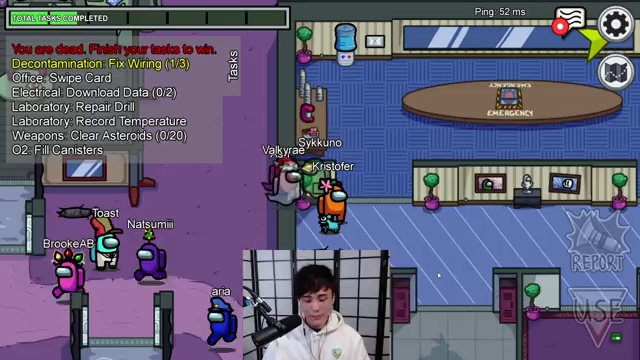 TOTAL TASKS COMPLETED
Ping: 52 ms
You are dead. Finish your tasks to win.
Decontamination: Fix Wiring (1/3)
Office: Swipe Card
Electrical: Download Data (0/2)
Laboratory: Repair Drill
Laboratory: Record Temperature
Weapons: Clear Asteroids (0/20)
O2: Fill Canisters
Tasks
EMERGENCY
EMERGENCY
Sykkuno
Valkyrae
Kristofer
Toast
Natsumiii
BrookeAB
aria
REPORT
USE